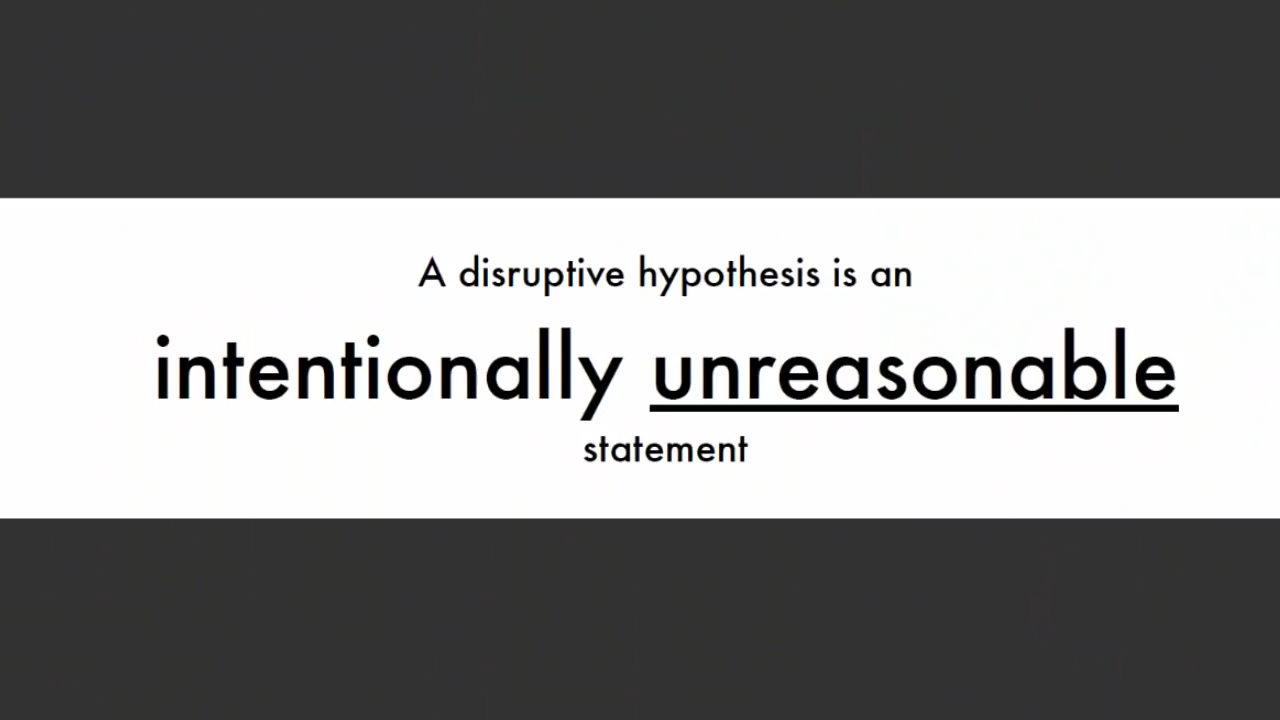 A disruptive hypothesis is an
intentionally unreasonable
statement